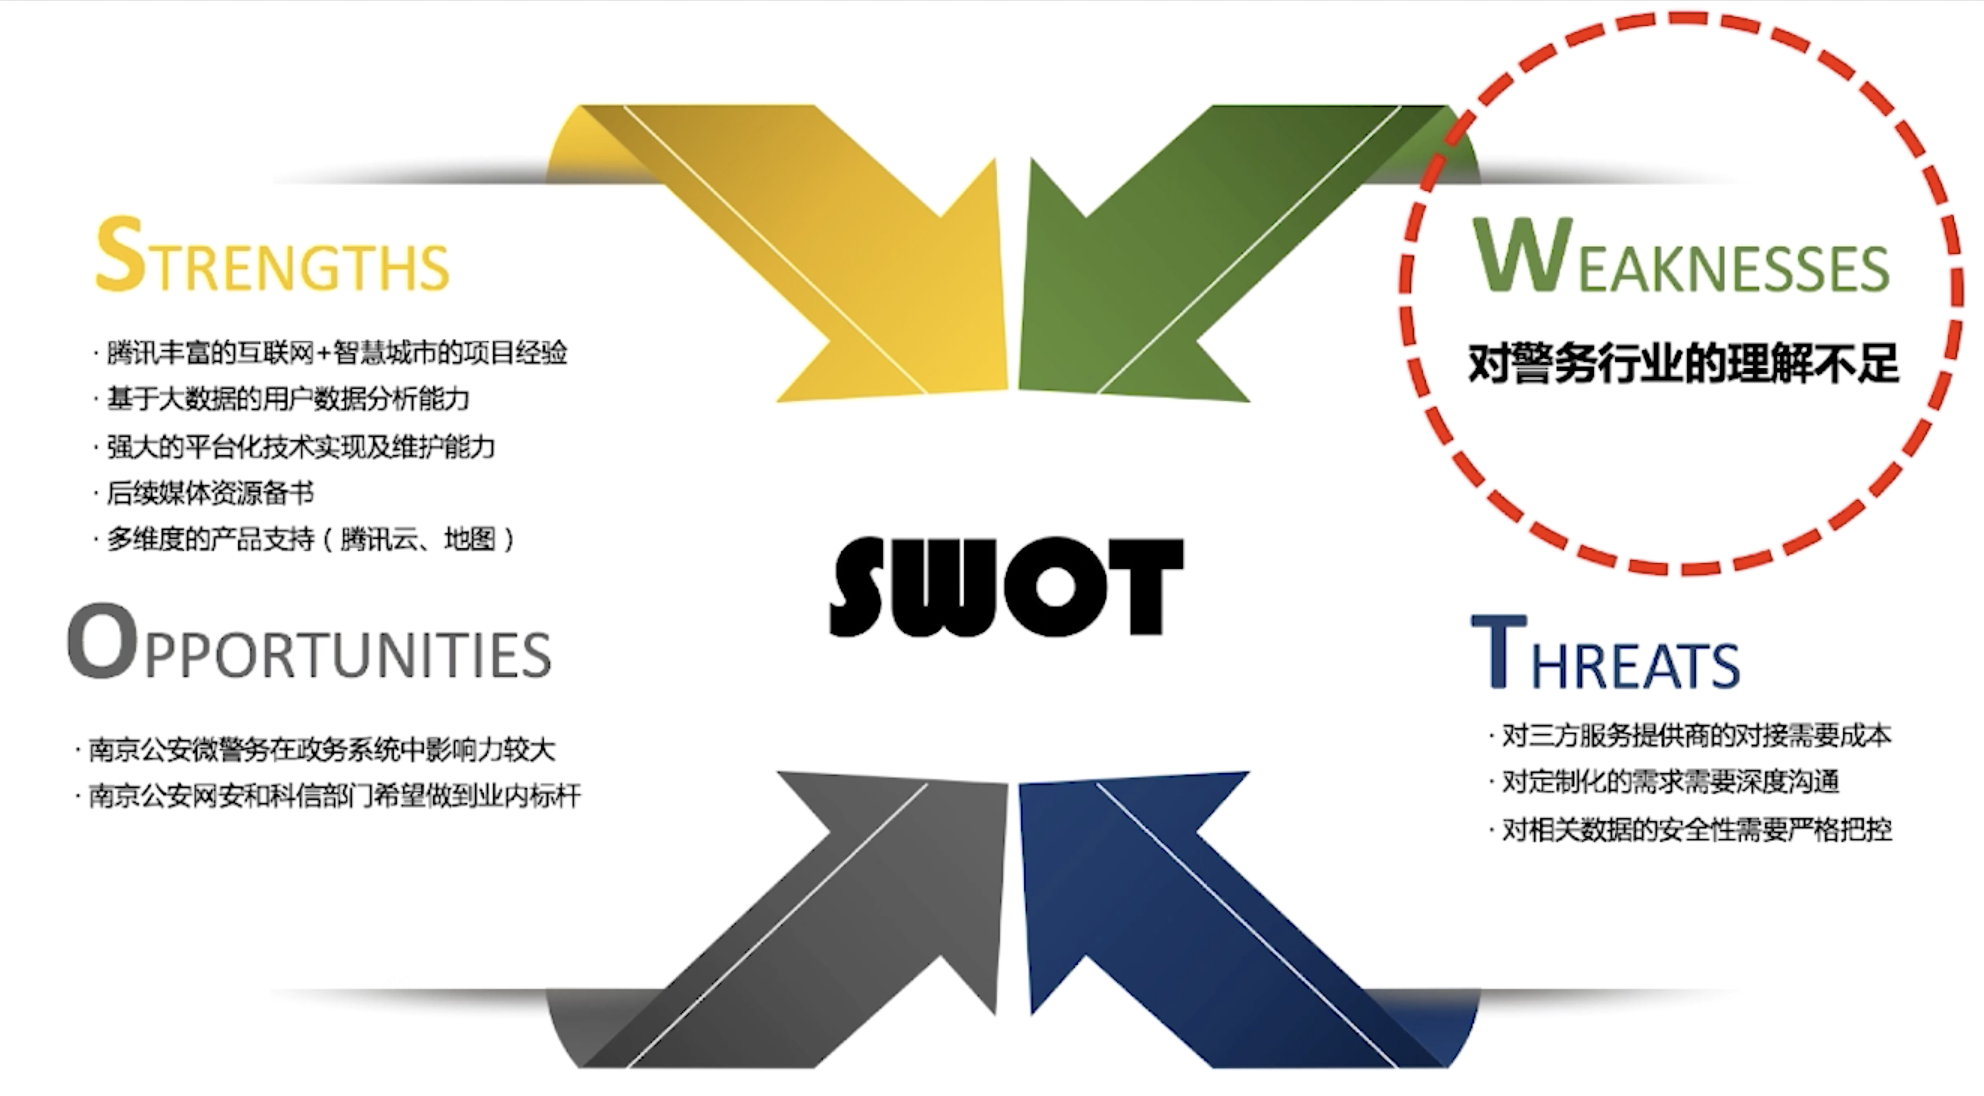 STRENGTHS
· 腾讯丰富的互联网+智慧城市的项目经验
· 基于大数据的用户数据分析能力
· 强大的平台化技术实现及维护能力
· 后续媒体资源备书
· 多维度的产品支持（腾讯云、地图）
WEAKNESSES
对警务行业的理解不足
SWOT
OPPORTUNITIES
· 南京公安微警务在政务系统中影响力较大
· 南京公安网安和科信部门希望做到业内标杆
THREATS
· 对三方服务提供商的对接需要成本
· 对定制化的需求需要深度沟通
· 对相关数据的安全性需要严格把控